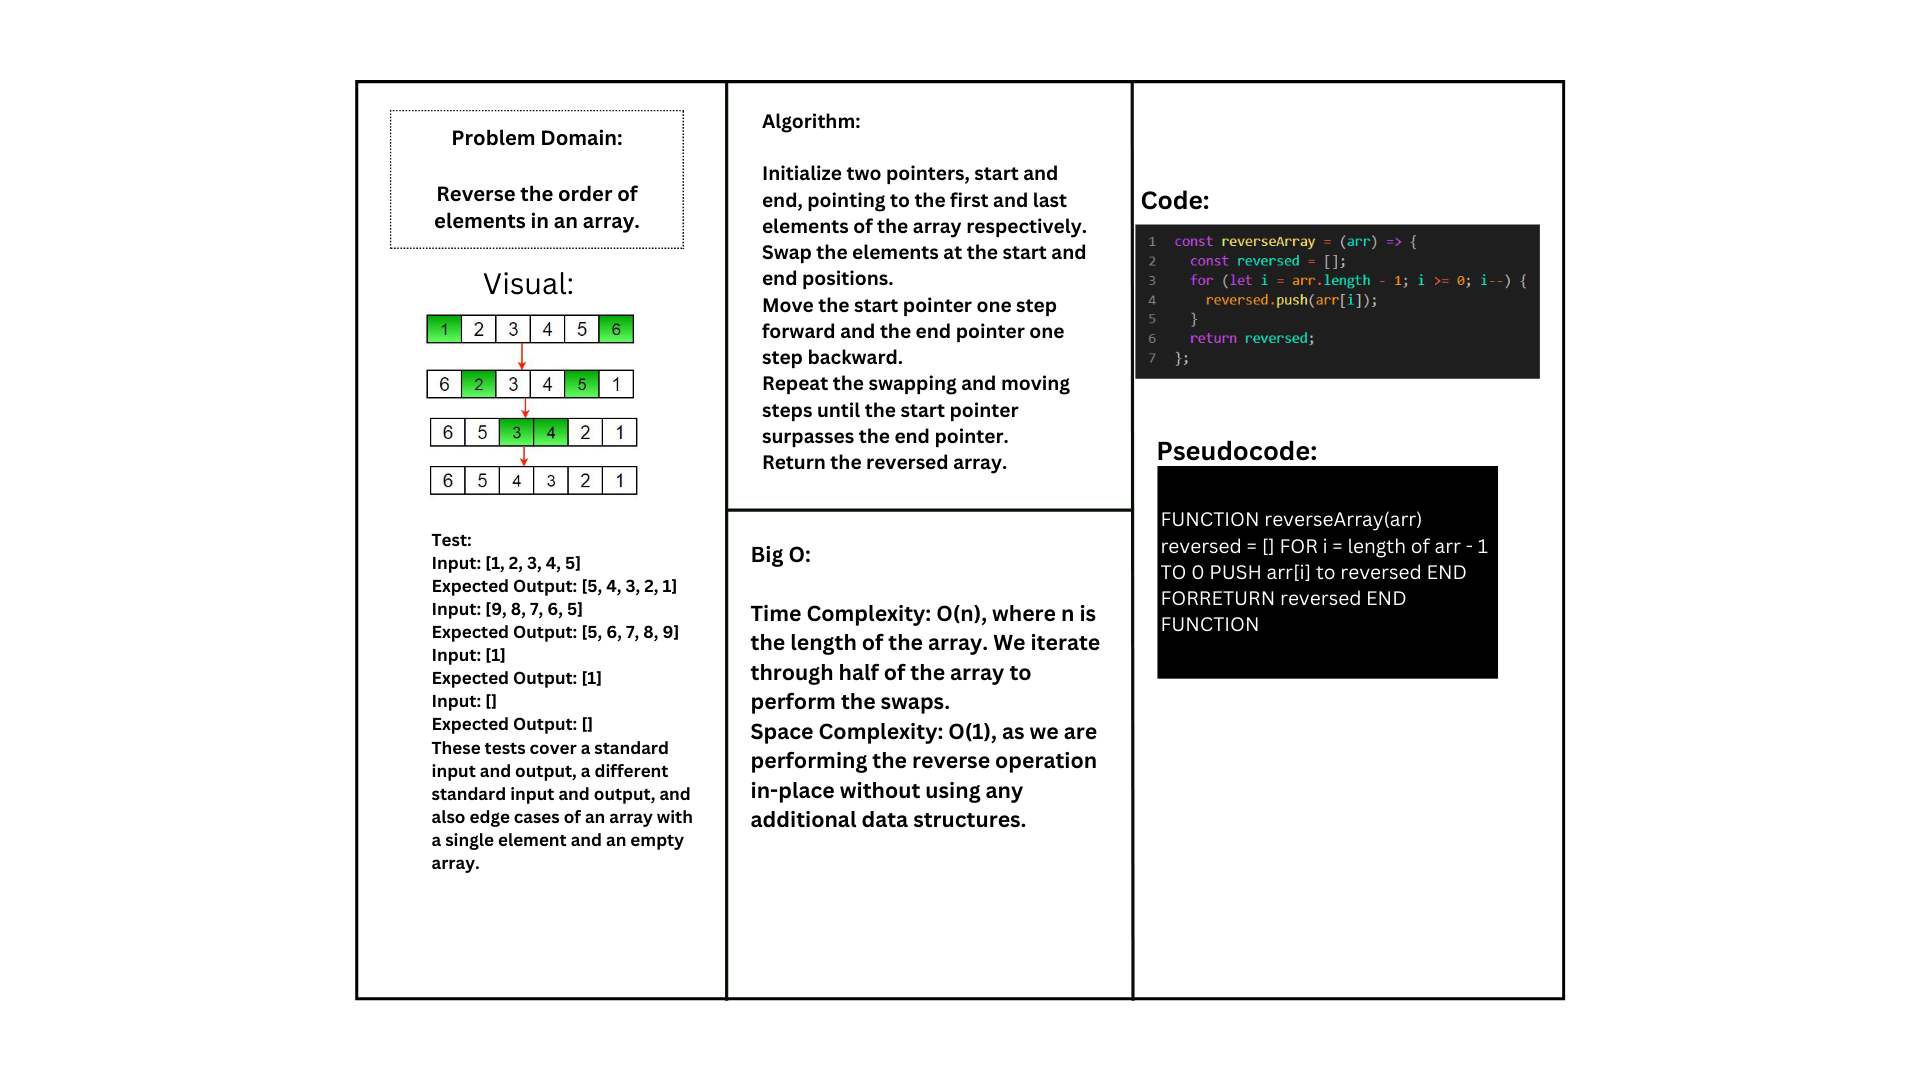 Problem Domain:
Reverse the order of
elements in an array.
Visual:
1 2 3 4 5 6
6 2 3 4 5 1
6 5 3 4 2 1
6 5 4 3 2 1
Test:
Input: [1, 2, 3, 4, 5]
Expected Output: [5, 4, 3, 2, 1]
Input: [9, 8, 7, 6, 5]
Expected Output: [5, 6, 7, 8, 9]
Input: [1]
Expected Output: [1]
Input: []
Expected Output: []
These tests cover a standard
input and output, a different
standard input and output, and
also edge cases of an array with
a single element and an empty
array.
Algorithm:
Initialize two pointers, start and
end, pointing to the first and last
elements of the array respectively.
Swap the elements at the start and
end positions.
Move the start pointer one step
forward and the end pointer one
step backward.
Repeat the swapping and moving
steps until the start pointer
surpasses the end pointer.
Return the reversed array.
Big O:
Time Complexity: O(n), where n is
the length of the array. We iterate
through half of the array to
perform the swaps.
Space Complexity: O(1), as we are
performing the reverse operation
in-place without using any
additional data structures.
Code:
1 const reverseArray = (arr) => {
2 const reversed = [];
3 for (let i = arr.length - 1; i >= 0; i--) {
4 reversed.push(arr[i]);
5 }
6 return reversed;
7 };
Pseudocode:
FUNCTION reverseArray(arr)
reversed = [] FOR i = length of arr - 1
TO 0 PUSH arr[i] to reversed END
FORRETURN reversed END
FUNCTION